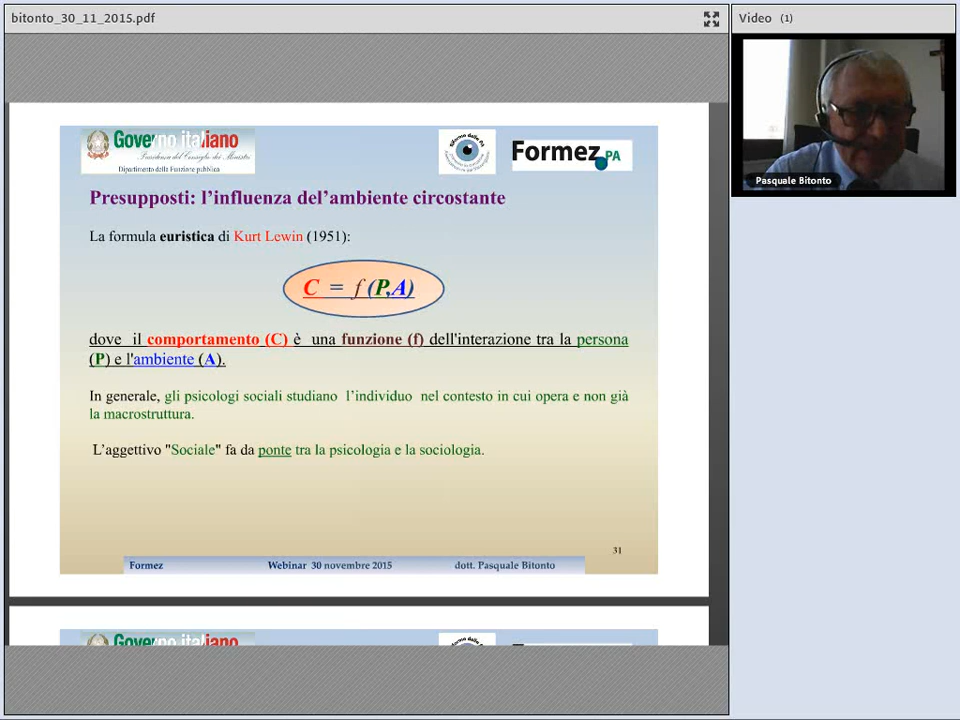 bitonto_30_11_2015.pdf
Video (1)
Pasquale Bitonto
Governo italiano
Presidenza del Consiglio dei Ministri
Dipartimento della Funzione pubblica
Formez PA
Presupposti: l'influenza del'ambiente circostante
La formula euristica di Kurt Lewin (1951):
C = f (P,A)
dove il comportamento (C) è una funzione (f) dell'interazione tra la persona
(P) e l'ambiente (A).
In generale, gli psicologi sociali studiano l'individuo nel contesto in cui opera e non già
la macrostruttura.
L'aggettivo "Sociale" fa da ponte tra la psicologia e la sociologia.
31
Formez Webinar 30 novembre 2015 dott. Pasquale Bitonto
Governo italiano